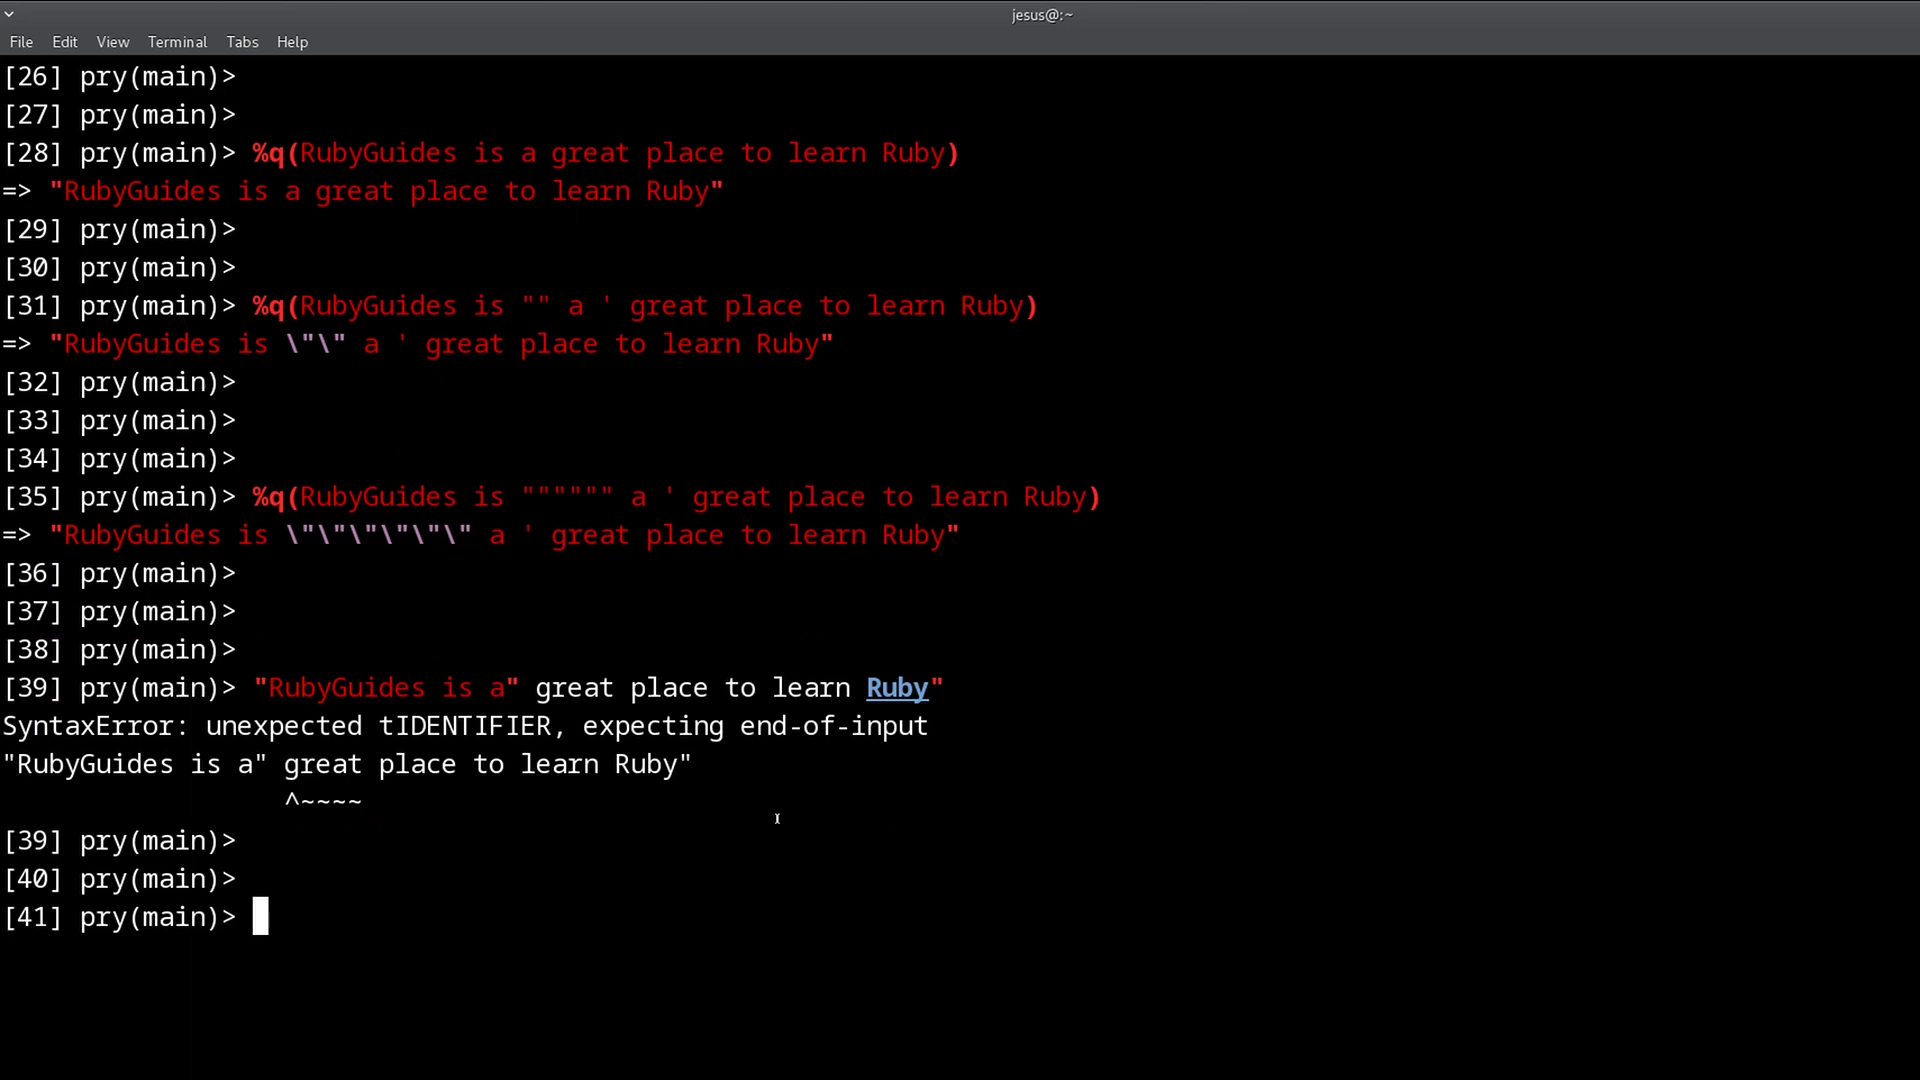 jesus@:~
File Edit View Terminal Tabs Help
[26] pry(main)>
[27] pry(main)>
[28] pry(main)> %q(RubyGuides is a great place to learn Ruby)
=> "RubyGuides is a great place to learn Ruby"
[29] pry(main)>
[30] pry(main)>
[31] pry(main)> %q(RubyGuides is "" a ' great place to learn Ruby)
=> "RubyGuides is \"\" a ' great place to learn Ruby"
[32] pry(main)>
[33] pry(main)>
[34] pry(main)>
[35] pry(main)> %q(RubyGuides is """""" a ' great place to learn Ruby)
=> "RubyGuides is \"\"\"\"\"\" a ' great place to learn Ruby"
[36] pry(main)>
[37] pry(main)>
[38] pry(main)>
[39] pry(main)> "RubyGuides is a" great place to learn Ruby"
SyntaxError: unexpected tIDENTIFIER, expecting end-of-input
"RubyGuides is a" great place to learn Ruby"
^~~~~
[39] pry(main)>
[40] pry(main)>
[41] pry(main)>